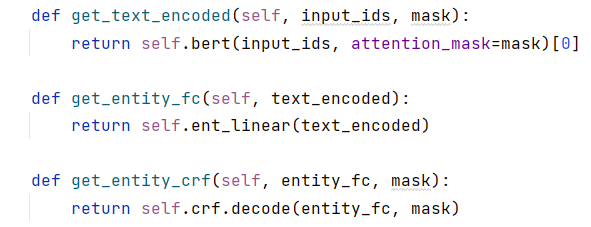 def get_text_encoded(self, input_ids, mask):
    return self.bert(input_ids, attention_mask=mask)[0]

def get_entity_fc(self, text_encoded):
    return self.ent_linear(text_encoded)

def get_entity_crf(self, entity_fc, mask):
    return self.crf.decode(entity_fc, mask)